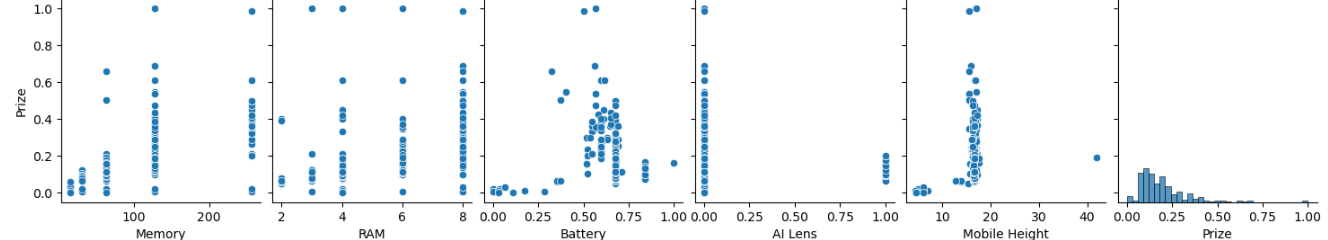 1.0
0.8
0.6
0.4
0.2
0.0
Prize
100 200
Memory
2 4 6 8
RAM
0.00 0.25 0.50 0.75 1.00
Battery
0.00 0.25 0.50 0.75 1.00
AI Lens
10 20 30 40
Mobile Height
0.00 0.25 0.50 0.75 1.00
Prize